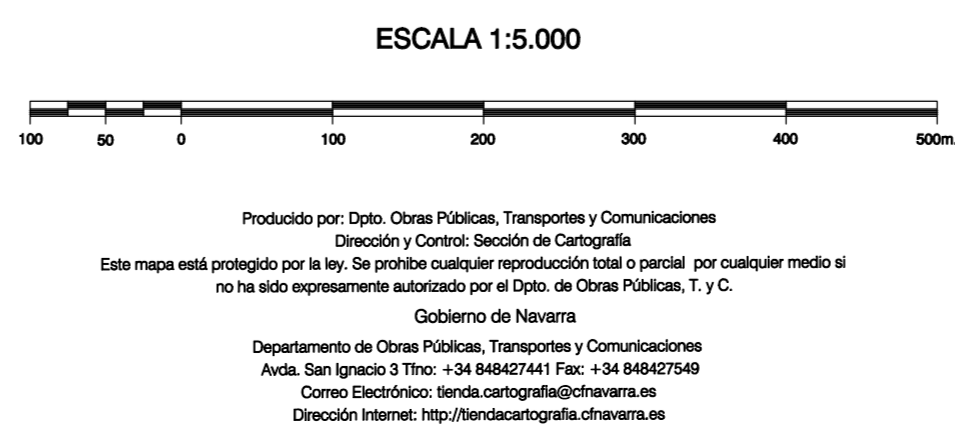 ESCALA 1:5.000
100 50 0 100 200 300 400 500m.
Producido por: Dpto. Obras Públicas, Transportes y Comunicaciones
Dirección y Control: Sección de Cartografía
Este mapa está protegido por la ley. Se prohibe cualquier reproducción total o parcial por cualquier medio si
no ha sido expresamente autorizado por el Dpto. de Obras Públicas, T. y C.
Gobierno de Navarra
Departamento de Obras Públicas, Transportes y Comunicaciones
Avda. San Ignacio 3 Tfno: +34 848427441 Fax: +34 848427549
Correo Electrónico: tienda.cartografia@cfnavarra.es
Dirección Internet: http://tiendacartografia.cfnavarra.es